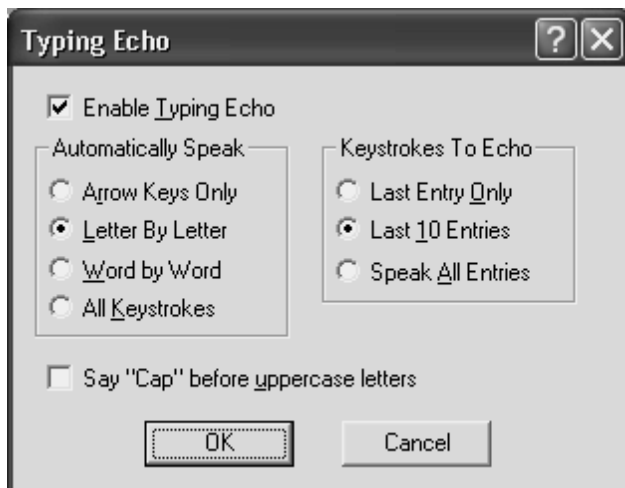 Typing Echo
Enable Typing Echo
Automatically Speak
Arrow Keys Only
Letter By Letter
Word by Word
All Keystrokes
Keystrokes To Echo
Last Entry Only
Last 10 Entries
Speak All Entries
Say "Cap" before uppercase letters
OK
Cancel